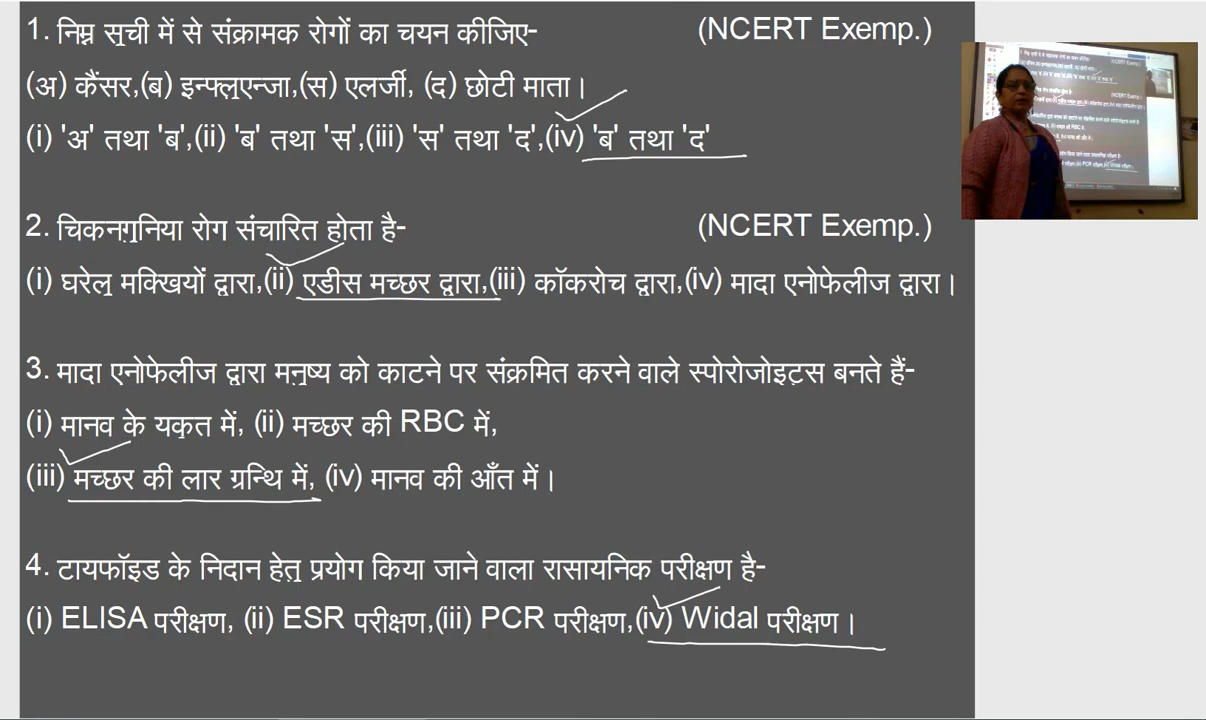 1. निम्न सूची में से संक्रामक रोगों का चयन कीजिए- (NCERT Exemp.)
(अ) कैंसर,(ब) इन्फ्लूएन्जा,(स) एलर्जी, (द) छोटी माता।
(i) 'अ' तथा 'ब',(ii) 'ब' तथा 'स',(iii) 'स' तथा 'द',(iv) 'ब' तथा 'द'
2. चिकनगुनिया रोग संचारित होता है- (NCERT Exemp.)
(i) घरेलू मक्खियों द्वारा,(ii) एडीस मच्छर द्वारा,(iii) कॉकरोच द्वारा,(iv) मादा एनोफेलीज द्वारा।
3. मादा एनोफेलीज द्वारा मनुष्य को काटने पर संक्रमित करने वाले स्पोरोजोइट्स बनते हैं-
(i) मानव के यकृत में, (ii) मच्छर की RBC में,
(iii) मच्छर की लार ग्रन्थि में, (iv) मानव की आँत में।
4. टायफॉइड के निदान हेतु प्रयोग किया जाने वाला रासायनिक परीक्षण है-
(i) ELISA परीक्षण, (ii) ESR परीक्षण,(iii) PCR परीक्षण,(iv) Widal परीक्षण।